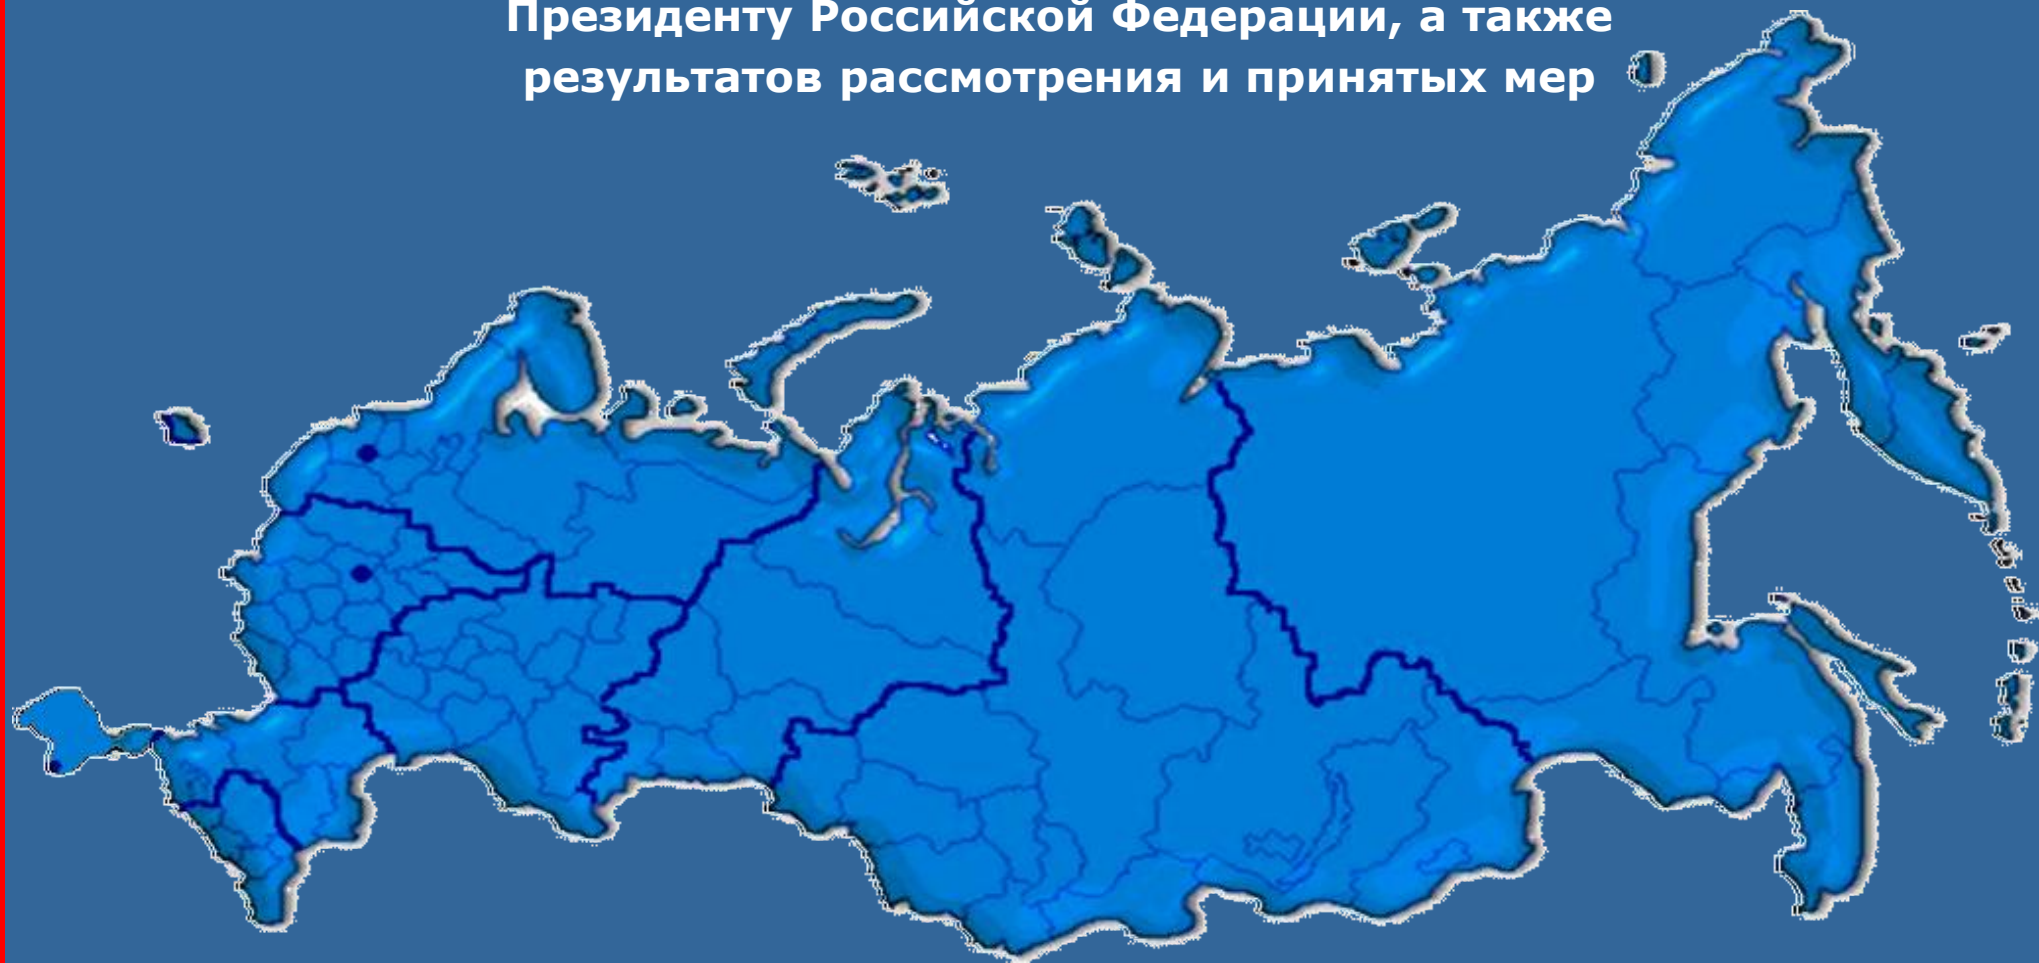 Президенту Российской Федерации, а также
результатов рассмотрения и принятых мер